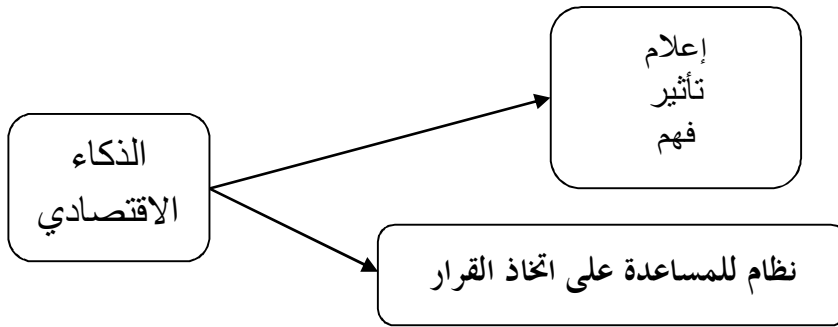 إعلام
تأثير
فهم
الذكاء
الاقتصادي
نظام للمساعدة على اتخاذ القرار